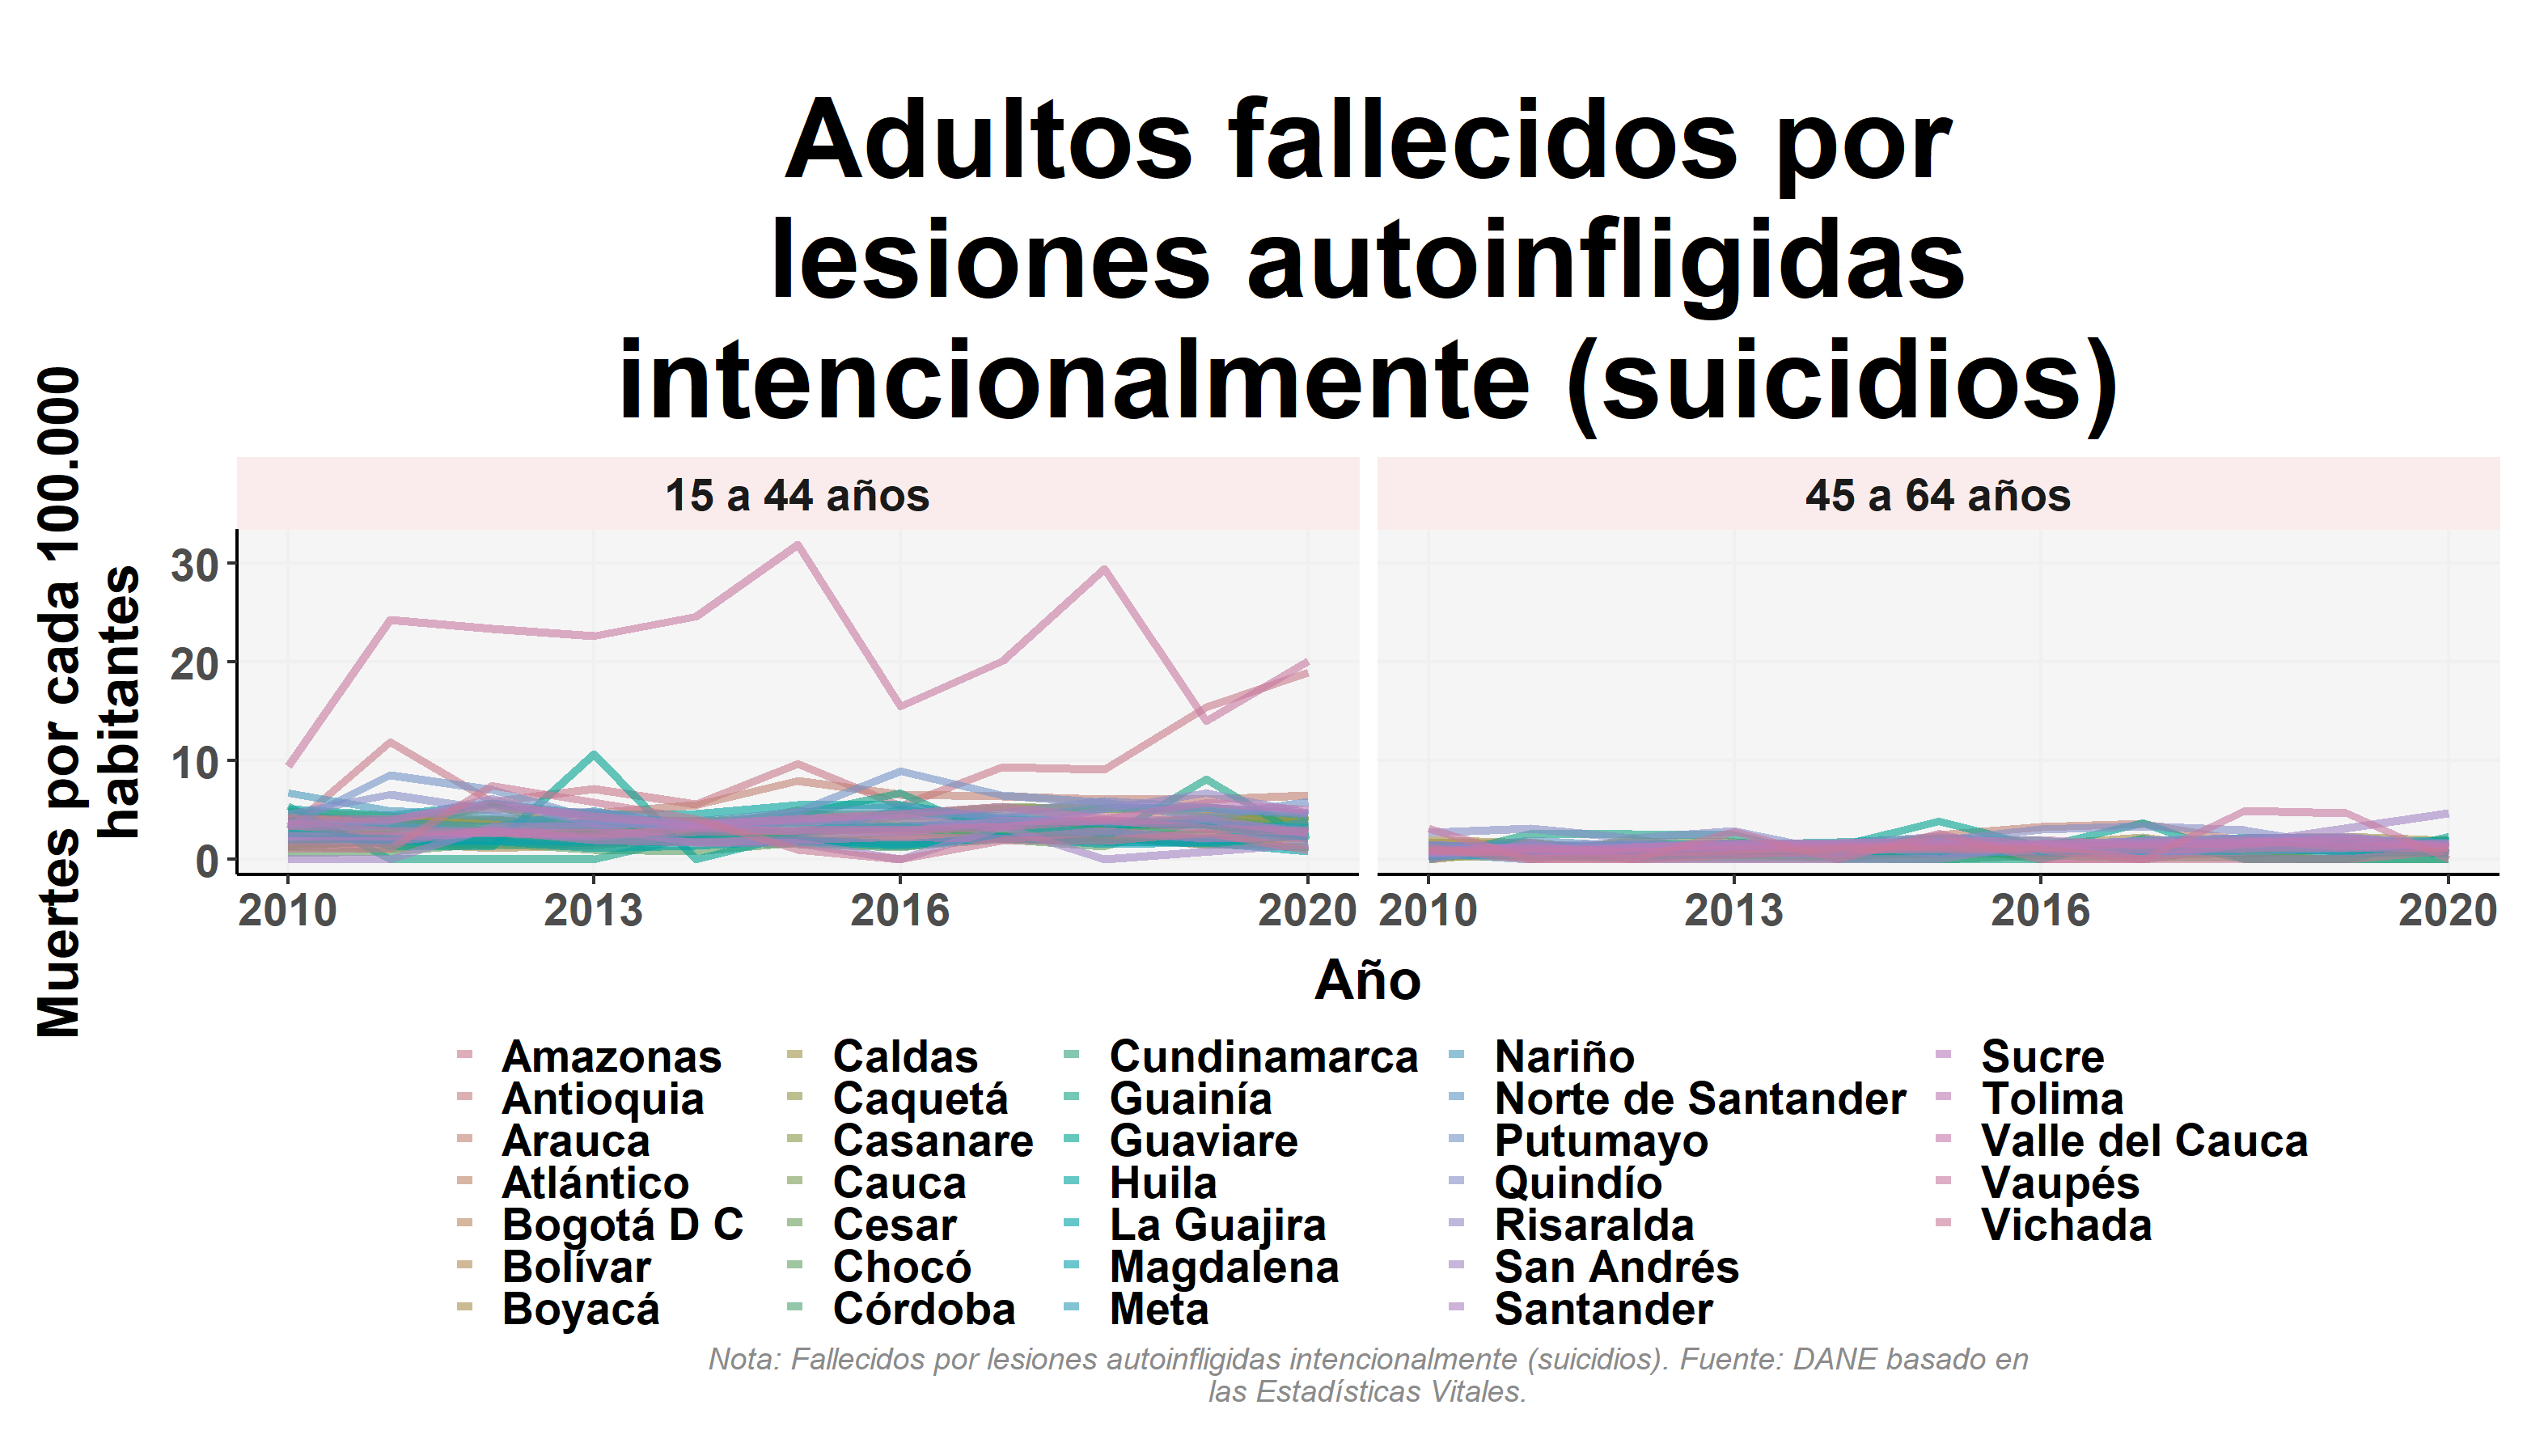 Adultos fallecidos por
lesiones autoinfligidas
intencionalmente (suicidios)
Muertes por cada 100.000
habitantes
15 a 44 años
45 a 64 años
30
20
10
0
2010
2013
2016
2020
2010
2013
2016
2020
Año
Amazonas
Antioquia
Arauca
Atlántico
Bogotá D C
Bolívar
Boyacá
Caldas
Caquetá
Casanare
Cauca
Cesar
Chocó
Córdoba
Cundinamarca
Guainía
Guaviare
Huila
La Guajira
Magdalena
Meta
Nariño
Norte de Santander
Putumayo
Quindío
Risaralda
San Andrés
Santander
Sucre
Tolima
Valle del Cauca
Vaupés
Vichada
Nota: Fallecidos por lesiones autoinfligidas intencionalmente (suicidios). Fuente: DANE basado en
las Estadísticas Vitales.